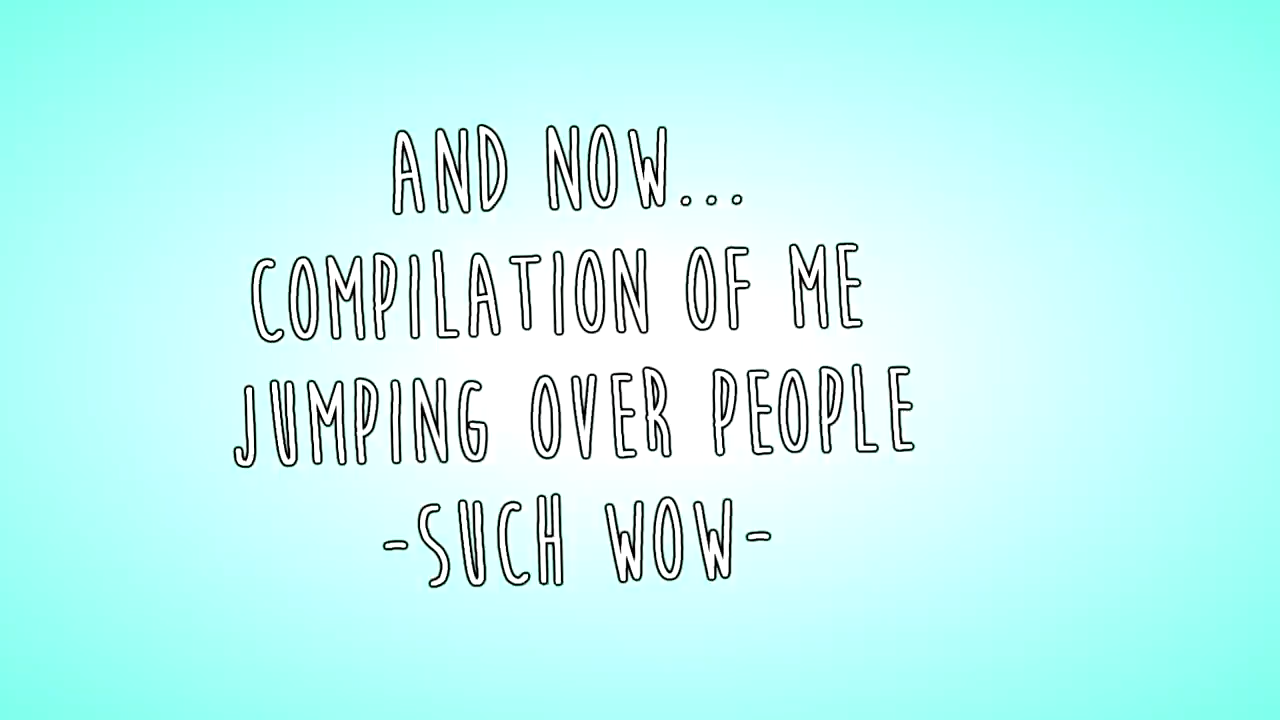 AND NOW...
COMPILATION OF ME
JUMPING OVER PEOPLE
-SUCH WOW-